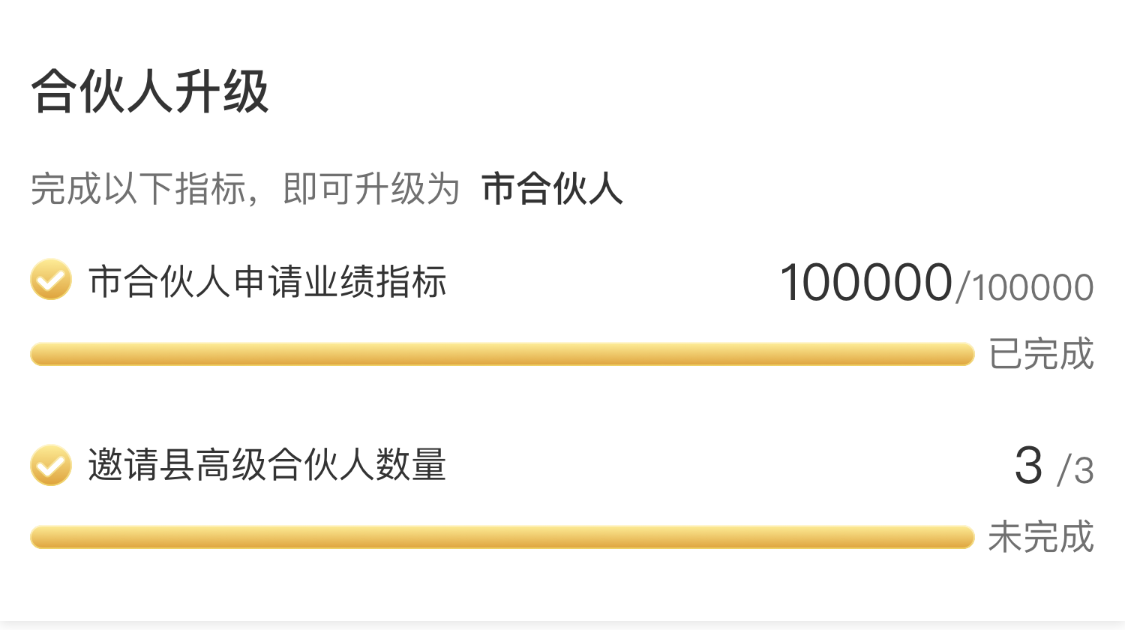 合伙人升级
完成以下指标，即可升级为 市合伙人
市合伙人申请业绩指标 100000/100000
已完成
邀请县高级合伙人数量 3 /3
未完成